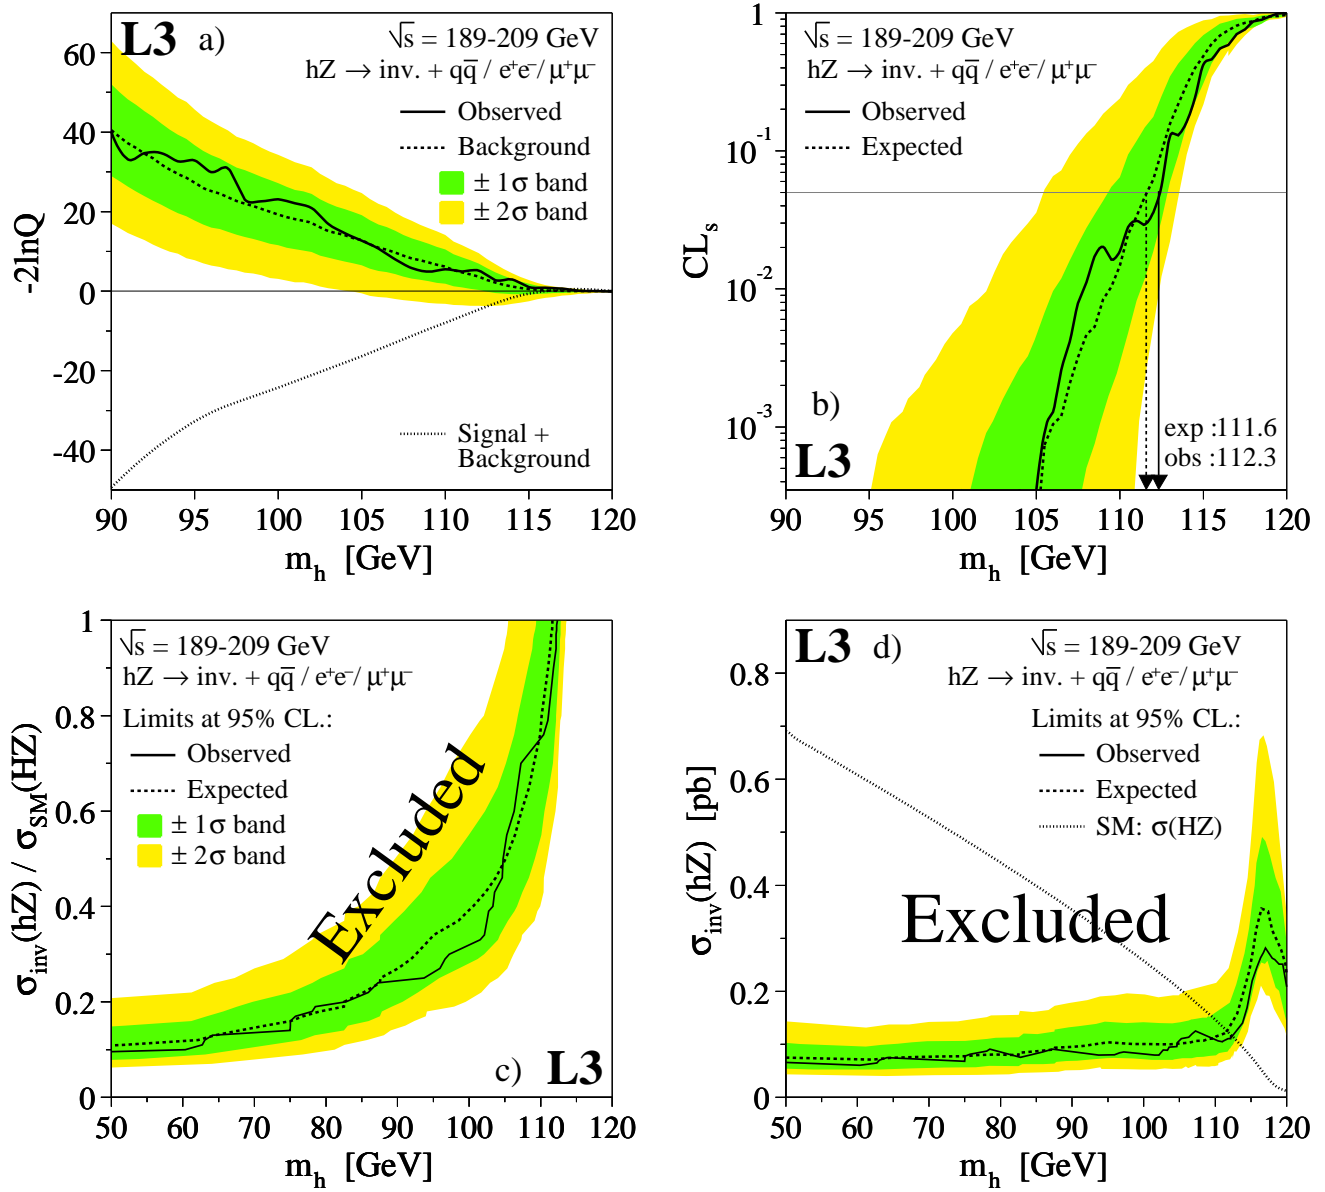 L3 a)
√s = 189-209 GeV
hZ → inv. + qq̅ / e⁺e⁻/ μ⁺μ⁻
Observed
Background
± 1σ band
± 2σ band
Signal +
Background
-2lnQ
60
40
20
0
-20
-40
90 95 100 105 110 115 120
m_h [GeV]
√s = 189-209 GeV
hZ → inv. + qq̅ / e⁺e⁻/ μ⁺μ⁻
Observed
Expected
CL_s
1
10⁻¹
10⁻²
10⁻³
b)
L3
exp :111.6
obs :112.3
90 95 100 105 110 115 120
m_h [GeV]
√s = 189-209 GeV
hZ → inv. + qq̅ / e⁺e⁻/ μ⁺μ⁻
Limits at 95% CL.:
Observed
Expected
± 1σ band
± 2σ band
Excluded
c) L3
σ_inv(hZ) / σ_SM(HZ)
1
0.8
0.6
0.4
0.2
0
50 60 70 80 90 100 110 120
m_h [GeV]
L3 d)
√s = 189-209 GeV
hZ → inv. + qq̅ / e⁺e⁻/ μ⁺μ⁻
Limits at 95% CL.:
Observed
Expected
SM: σ(HZ)
Excluded
σ_inv(hZ) [pb]
0.8
0.6
0.4
0.2
0
50 60 70 80 90 100 110 120
m_h [GeV]